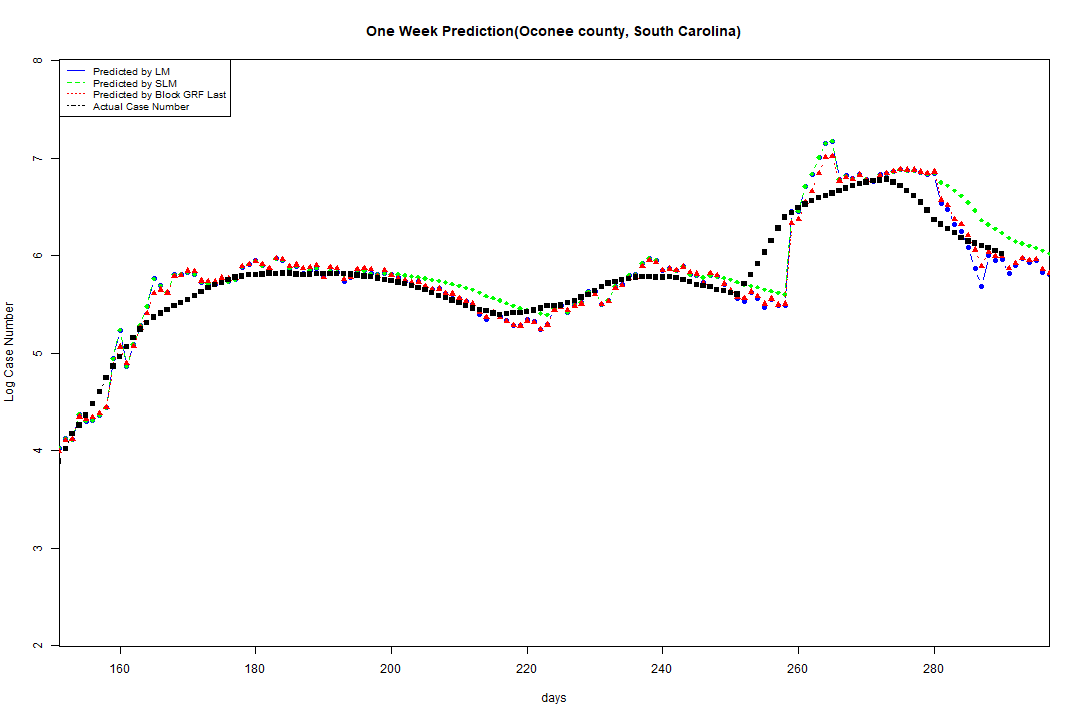 One Week Prediction(Oconee county, South Carolina)
Predicted by LM
Predicted by SLM
Predicted by Block GRF Last
Actual Case Number
8
7
6
5
4
3
2
Log Case Number
160 180 200 220 240 260 280
days